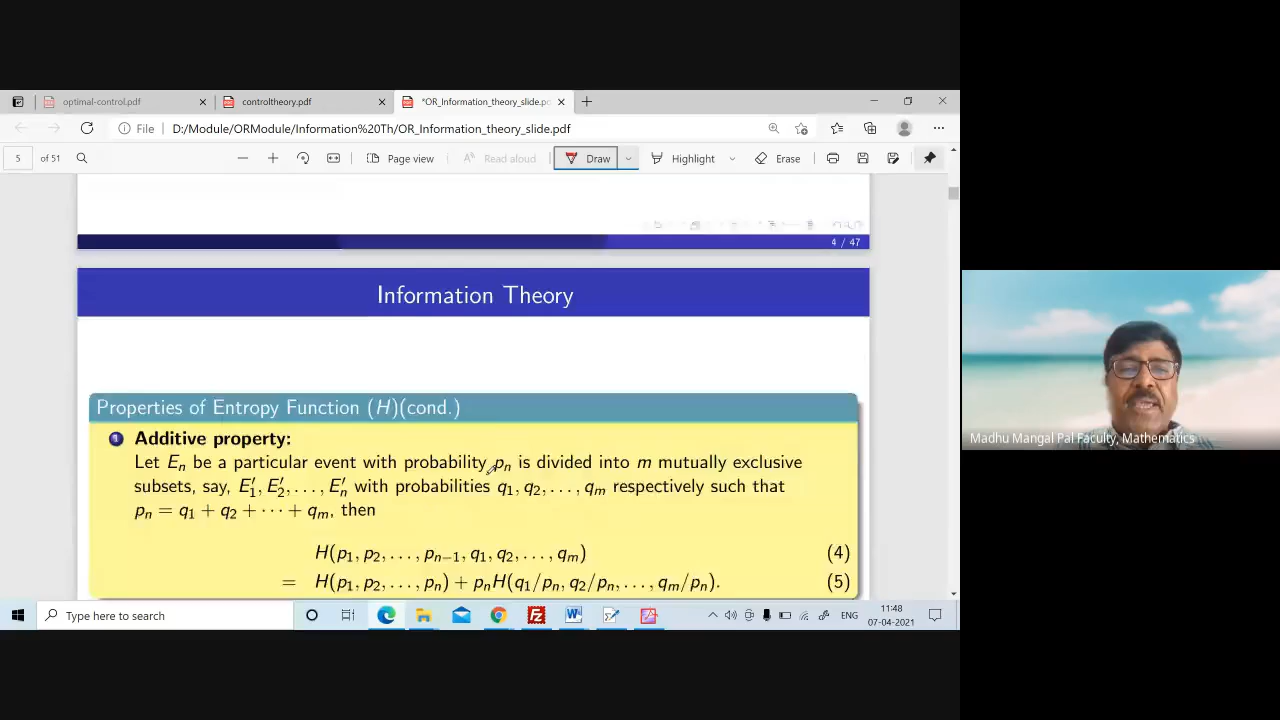 optimal-control.pdf
controltheory.pdf
*OR_Information_theory_slide.pd
File D:/Module/ORModule/Information%20Th/OR_Information_theory_slide.pdf
5 of 51 Page view Read aloud Draw Highlight Erase
4 / 47
Information Theory
Properties of Entropy Function (H)(cond.)
1 Additive property:
Let Eₙ be a particular event with probability pₙ is divided into m mutually exclusive
subsets, say, E′₁, E′₂, . . . , E′ₙ with probabilities q₁, q₂, . . . , qₘ respectively such that
pₙ = q₁ + q₂ + · · · + qₘ, then
H(p₁, p₂, . . . , pₙ₋₁, q₁, q₂, . . . , qₘ) (4)
= H(p₁, p₂, . . . , pₙ) + pₙH(q₁/pₙ, q₂/pₙ, . . . , qₘ/pₙ). (5)
Madhu Mangal Pal Faculty, Mathematics
Type here to search
ENG
11:48
07-04-2021